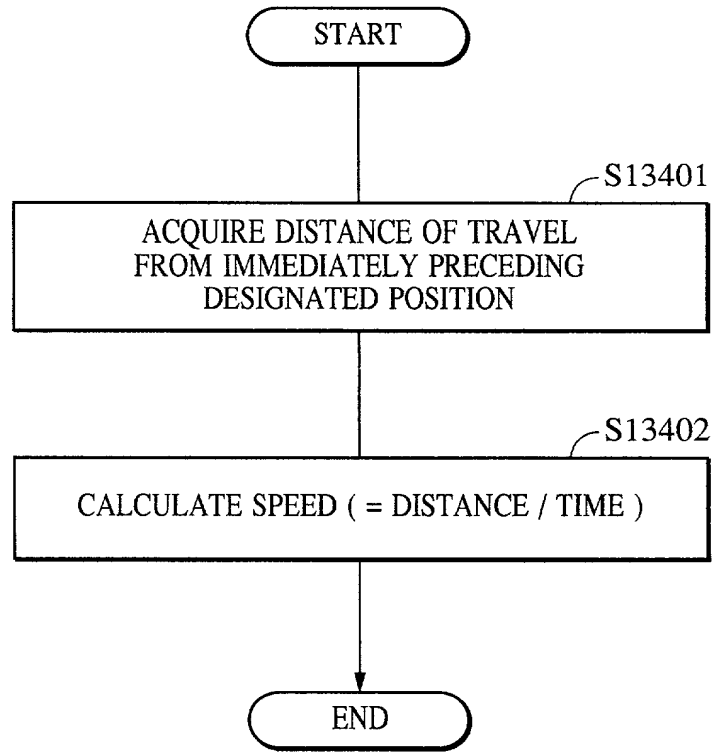 START
S13401
ACQUIRE DISTANCE OF TRAVEL
FROM IMMEDIATELY PRECEDING
DESIGNATED POSITION
S13402
CALCULATE SPEED ( = DISTANCE / TIME )
END